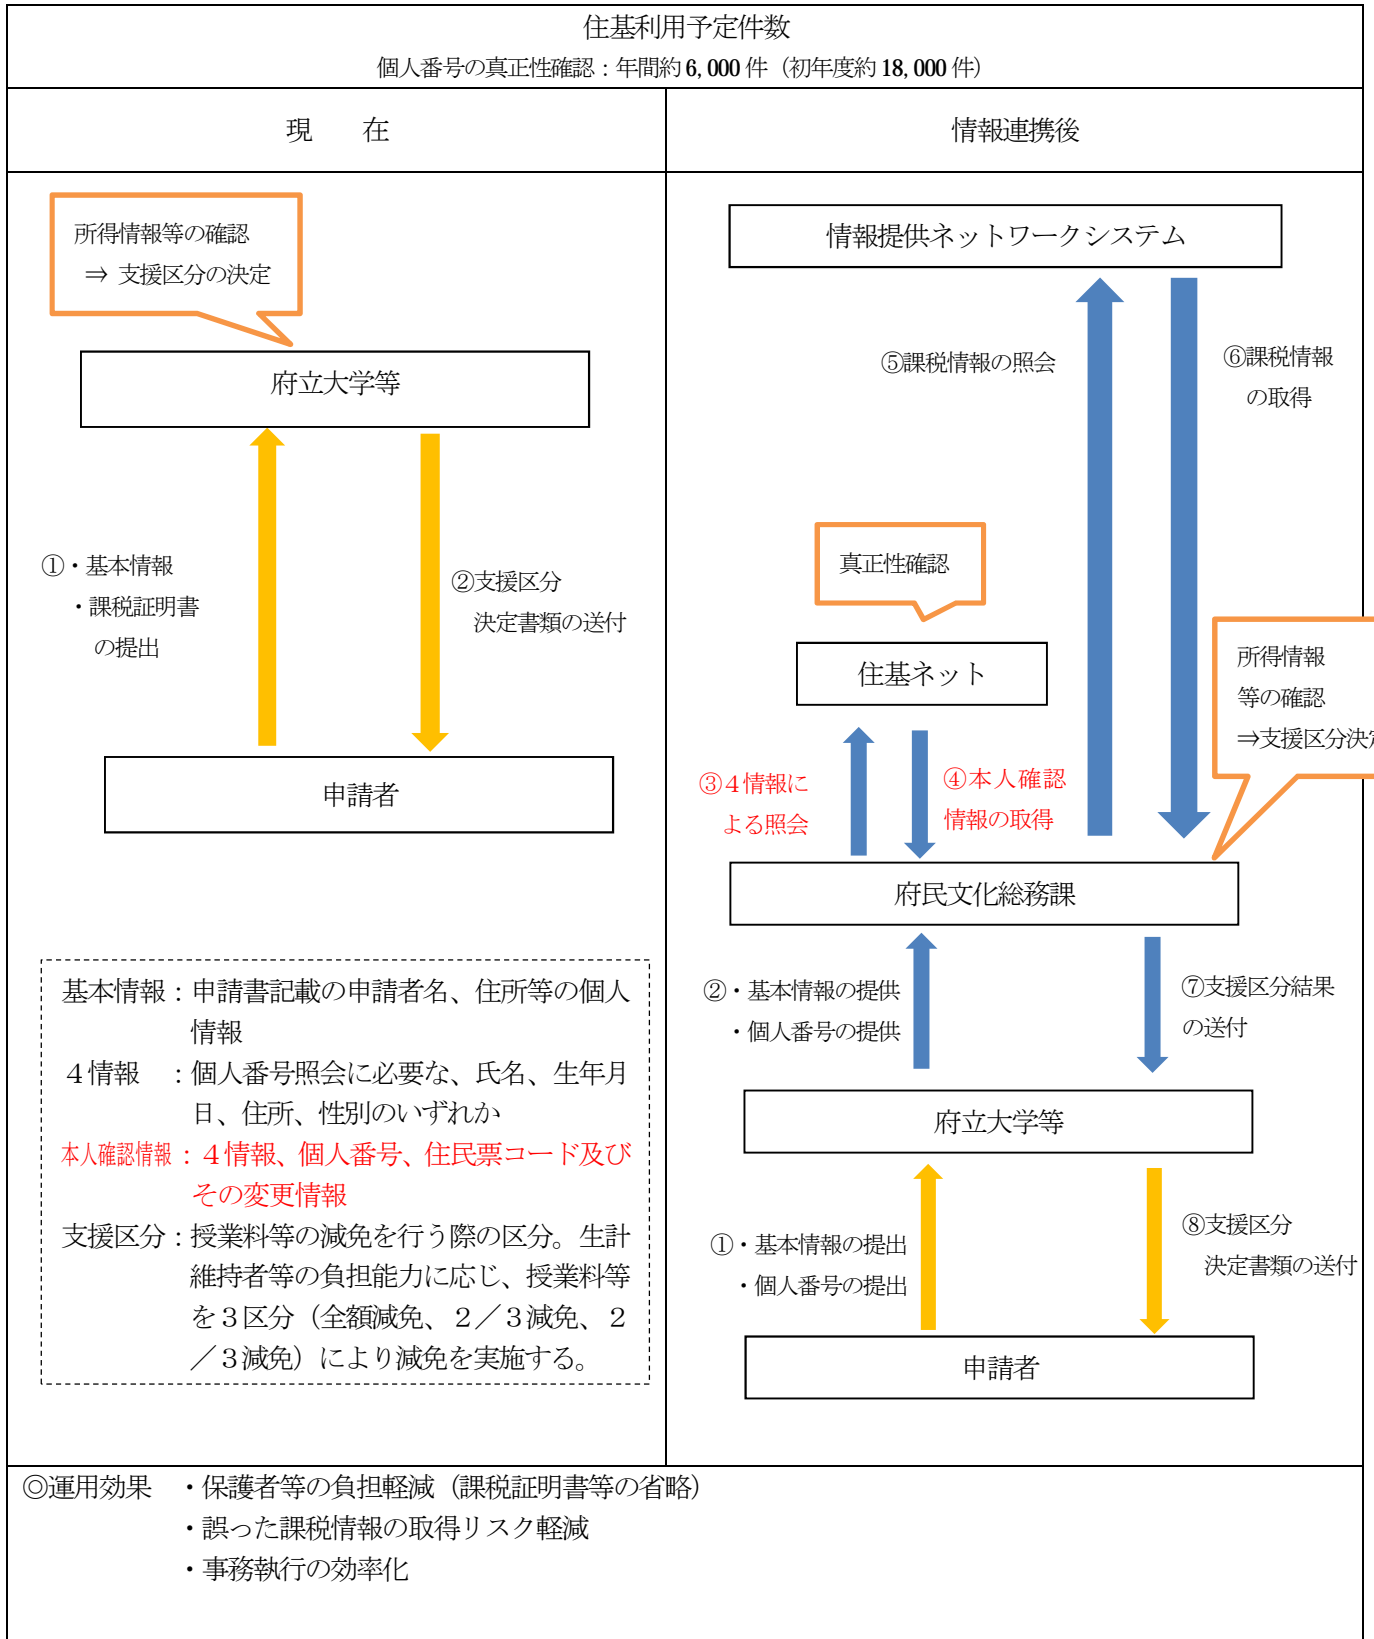 住基利用予定件数
個人番号の真正性確認：年間約 6,000 件（初年度約 18,000 件）
現　　在
情報連携後
所得情報等の確認
⇒ 支援区分の決定
府立大学等
①・基本情報
・課税証明書
の提出
②支援区分
決定書類の送付
申請者
基本情報：申請書記載の申請者名、住所等の個人
情報
４情報　：個人番号照会に必要な、氏名、生年月
日、住所、性別のいずれか
本人確認情報：４情報、個人番号、住民票コード及び
その変更情報
支援区分：授業料等の減免を行う際の区分。生計
維持者等の負担能力に応じ、授業料等
を３区分（全額減免、２／３減免、２
／３減免）により減免を実施する。
情報提供ネットワークシステム
⑤課税情報の照会
⑥課税情報
の取得
真正性確認
住基ネット
所得情報
等の確認
⇒支援区分決
③４情報に
よる照会
④本人確認
情報の取得
府民文化総務課
②・基本情報の提供
・個人番号の提供
⑦支援区分結果
の送付
府立大学等
①・基本情報の提出
・個人番号の提出
⑧支援区分
決定書類の送付
申請者
◎運用効果　・保護者等の負担軽減（課税証明書等の省略）
・誤った課税情報の取得リスク軽減
・事務執行の効率化